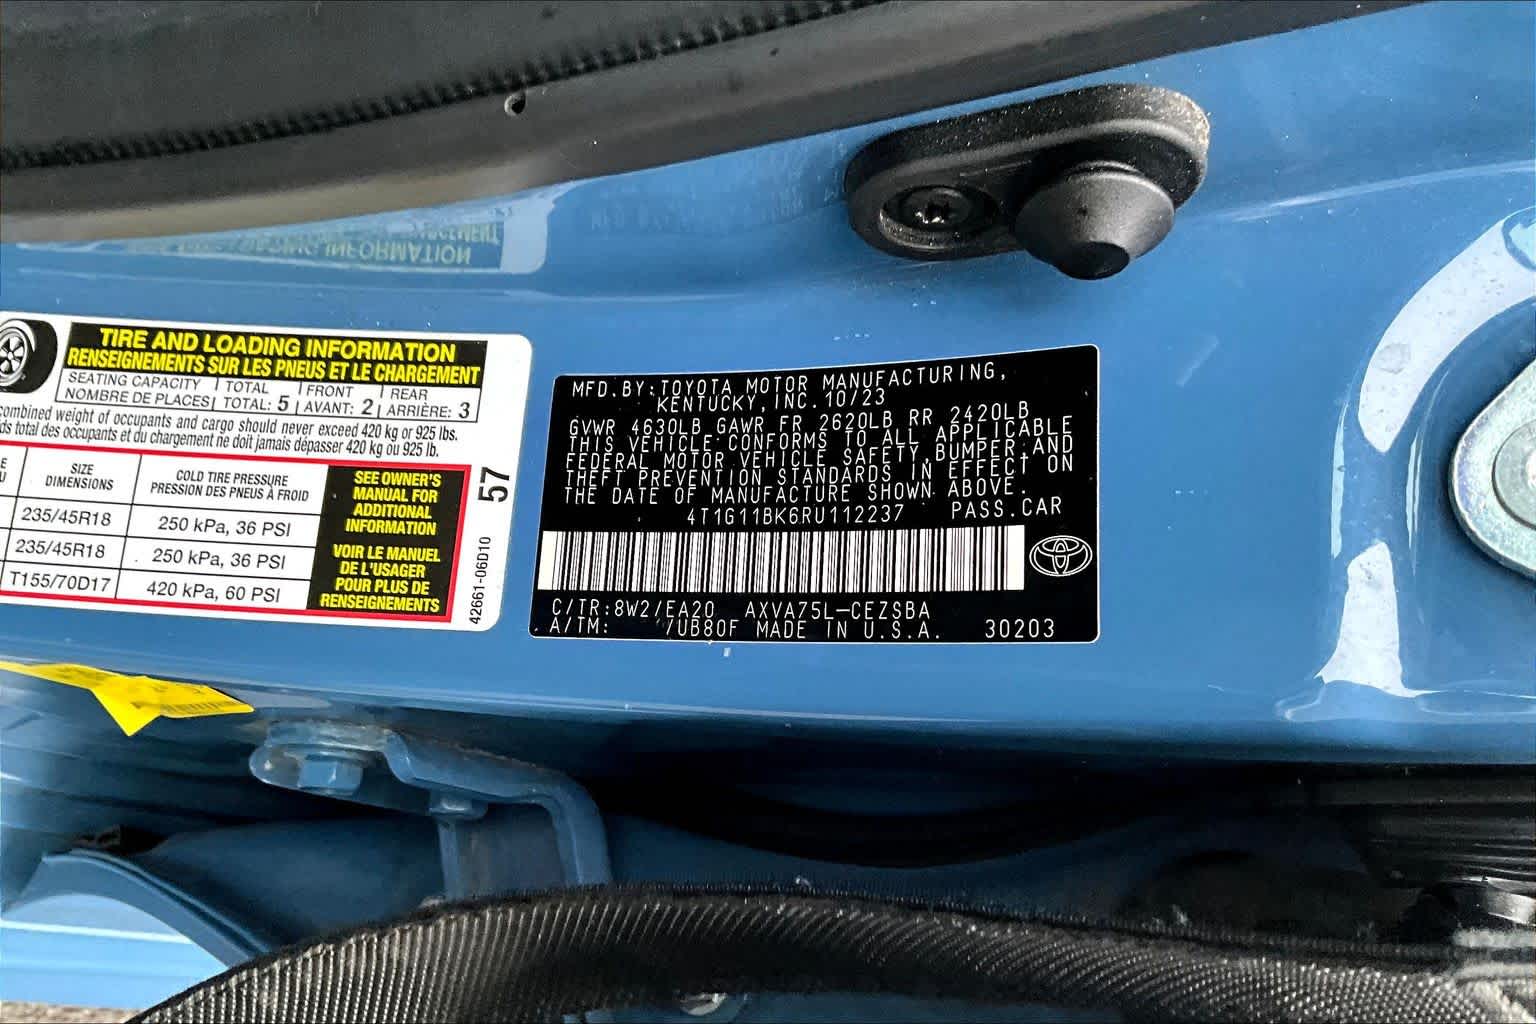 TIRE AND LOADING INFORMATION
RENSEIGNEMENTS SUR LES PNEUS ET LE CHARGEMENT
SEATING CAPACITY TOTAL FRONT REAR
NOMBRE DE PLACES TOTAL: 5 AVANT: 2 ARRIÈRE: 3
combined weight of occupants and cargo should never exceed 420 kg or 925 lbs.
total des occupants et du chargement ne doit jamais dépasser 420 kg ou 925 lb.
SIZE
DIMENSIONS
COLD TIRE PRESSURE
PRESSION DES PNEUS À FROID
235/45R18 250 kPa, 36 PSI
235/45R18 250 kPa, 36 PSI
T155/70D17 420 kPa, 60 PSI
SEE OWNER'S
MANUAL FOR
ADDITIONAL
INFORMATION
VOIR LE MANUEL
DE L'USAGER
POUR PLUS DE
RENSEIGNEMENTS
57
42661-06D10
MFD.BY:TOYOTA MOTOR MANUFACTURING,
KENTUCKY,INC.10/23
GVWR 4630LB GAWR FR 2620LB RR 2420LB
THIS VEHICLE CONFORMS TO ALL APPLICABLE
FEDERAL MOTOR VEHICLE SAFETY,BUMPER,AND
THEFT PREVENTION STANDARDS IN EFFECT ON
THE DATE OF MANUFACTURE SHOWN ABOVE.
4T1G11BK6RU112237 PASS.CAR
C/TR:8W2/EA20 AXVA75L-CEZSBA
A/TM: /UB80F MADE IN U.S.A. 30203